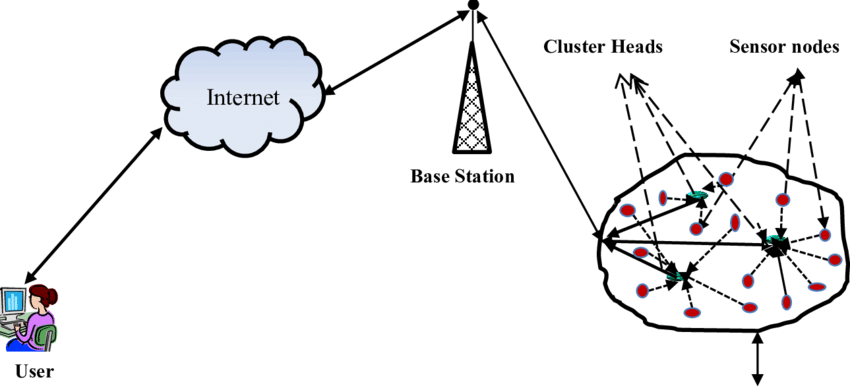 Cluster Heads
Sensor nodes
Internet
Base Station
User